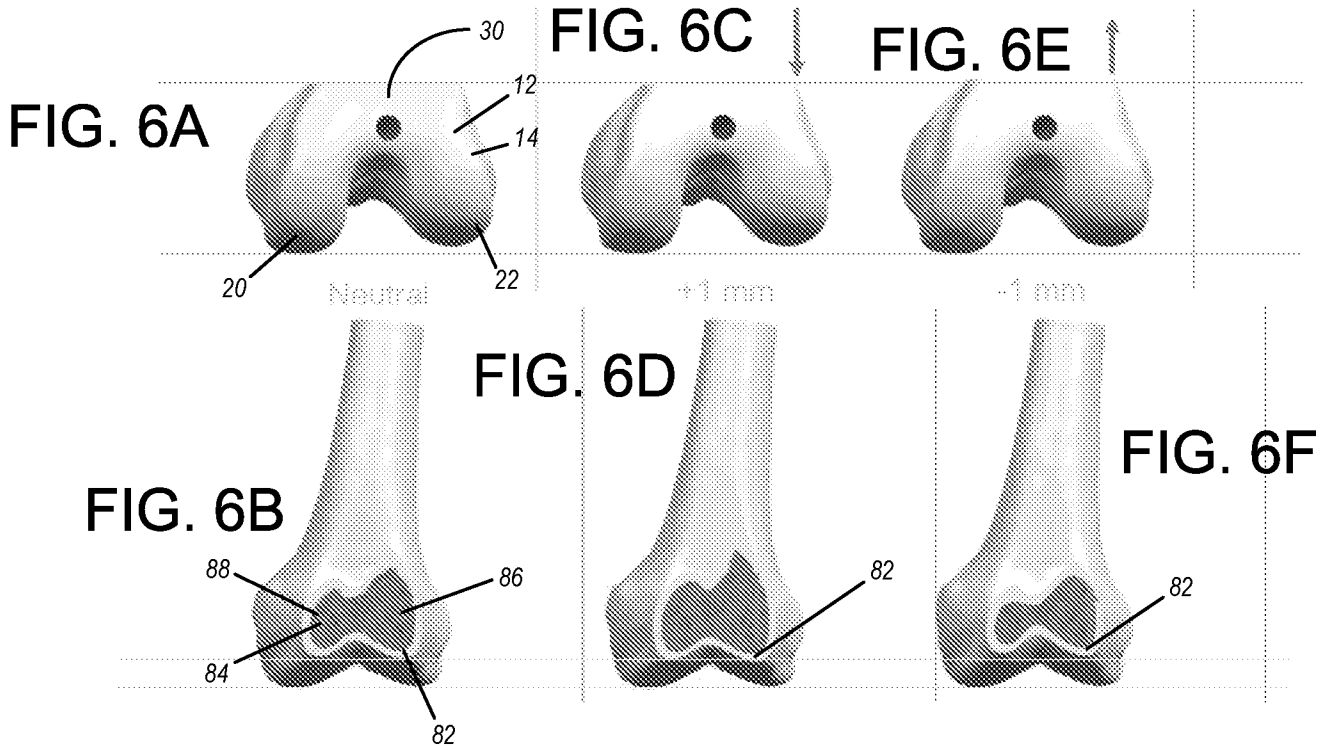 FIG. 6C
FIG. 6E
30
12
FIG. 6A
14
20
22
Neutral
+1 mm
-1 mm
FIG. 6D
FIG. 6F
FIG. 6B
88
86
82
82
84
82